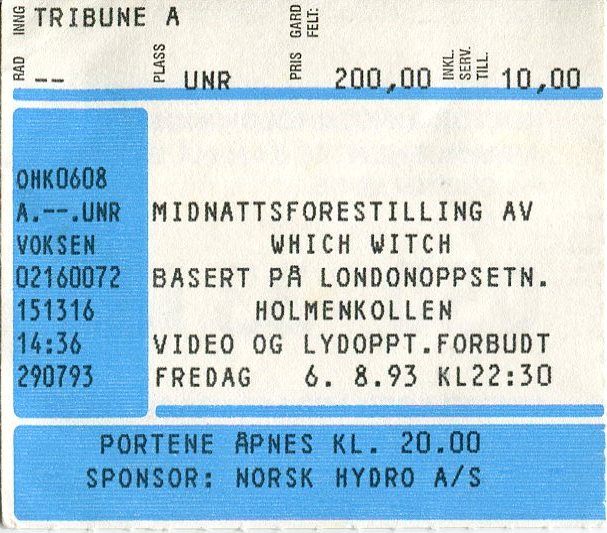 INNG TRIBUNE A GARD FELT:
RAD -- PLASS UNR PRIS 200,00 INKL. SERV. TILL. 10,00
OHK0608
A.--.UNR MIDNATTSFORESTILLING AV
VOKSEN WHICH WITCH
02160072 BASERT PÅ LONDONOPPSETN.
151316 HOLMENKOLLEN
14:36 VIDEO OG LYDOPPT.FORBUDT
290793 FREDAG 6. 8.93 KL22:30
PORTENE ÅPNES KL. 20.00
SPONSOR: NORSK HYDRO A/S